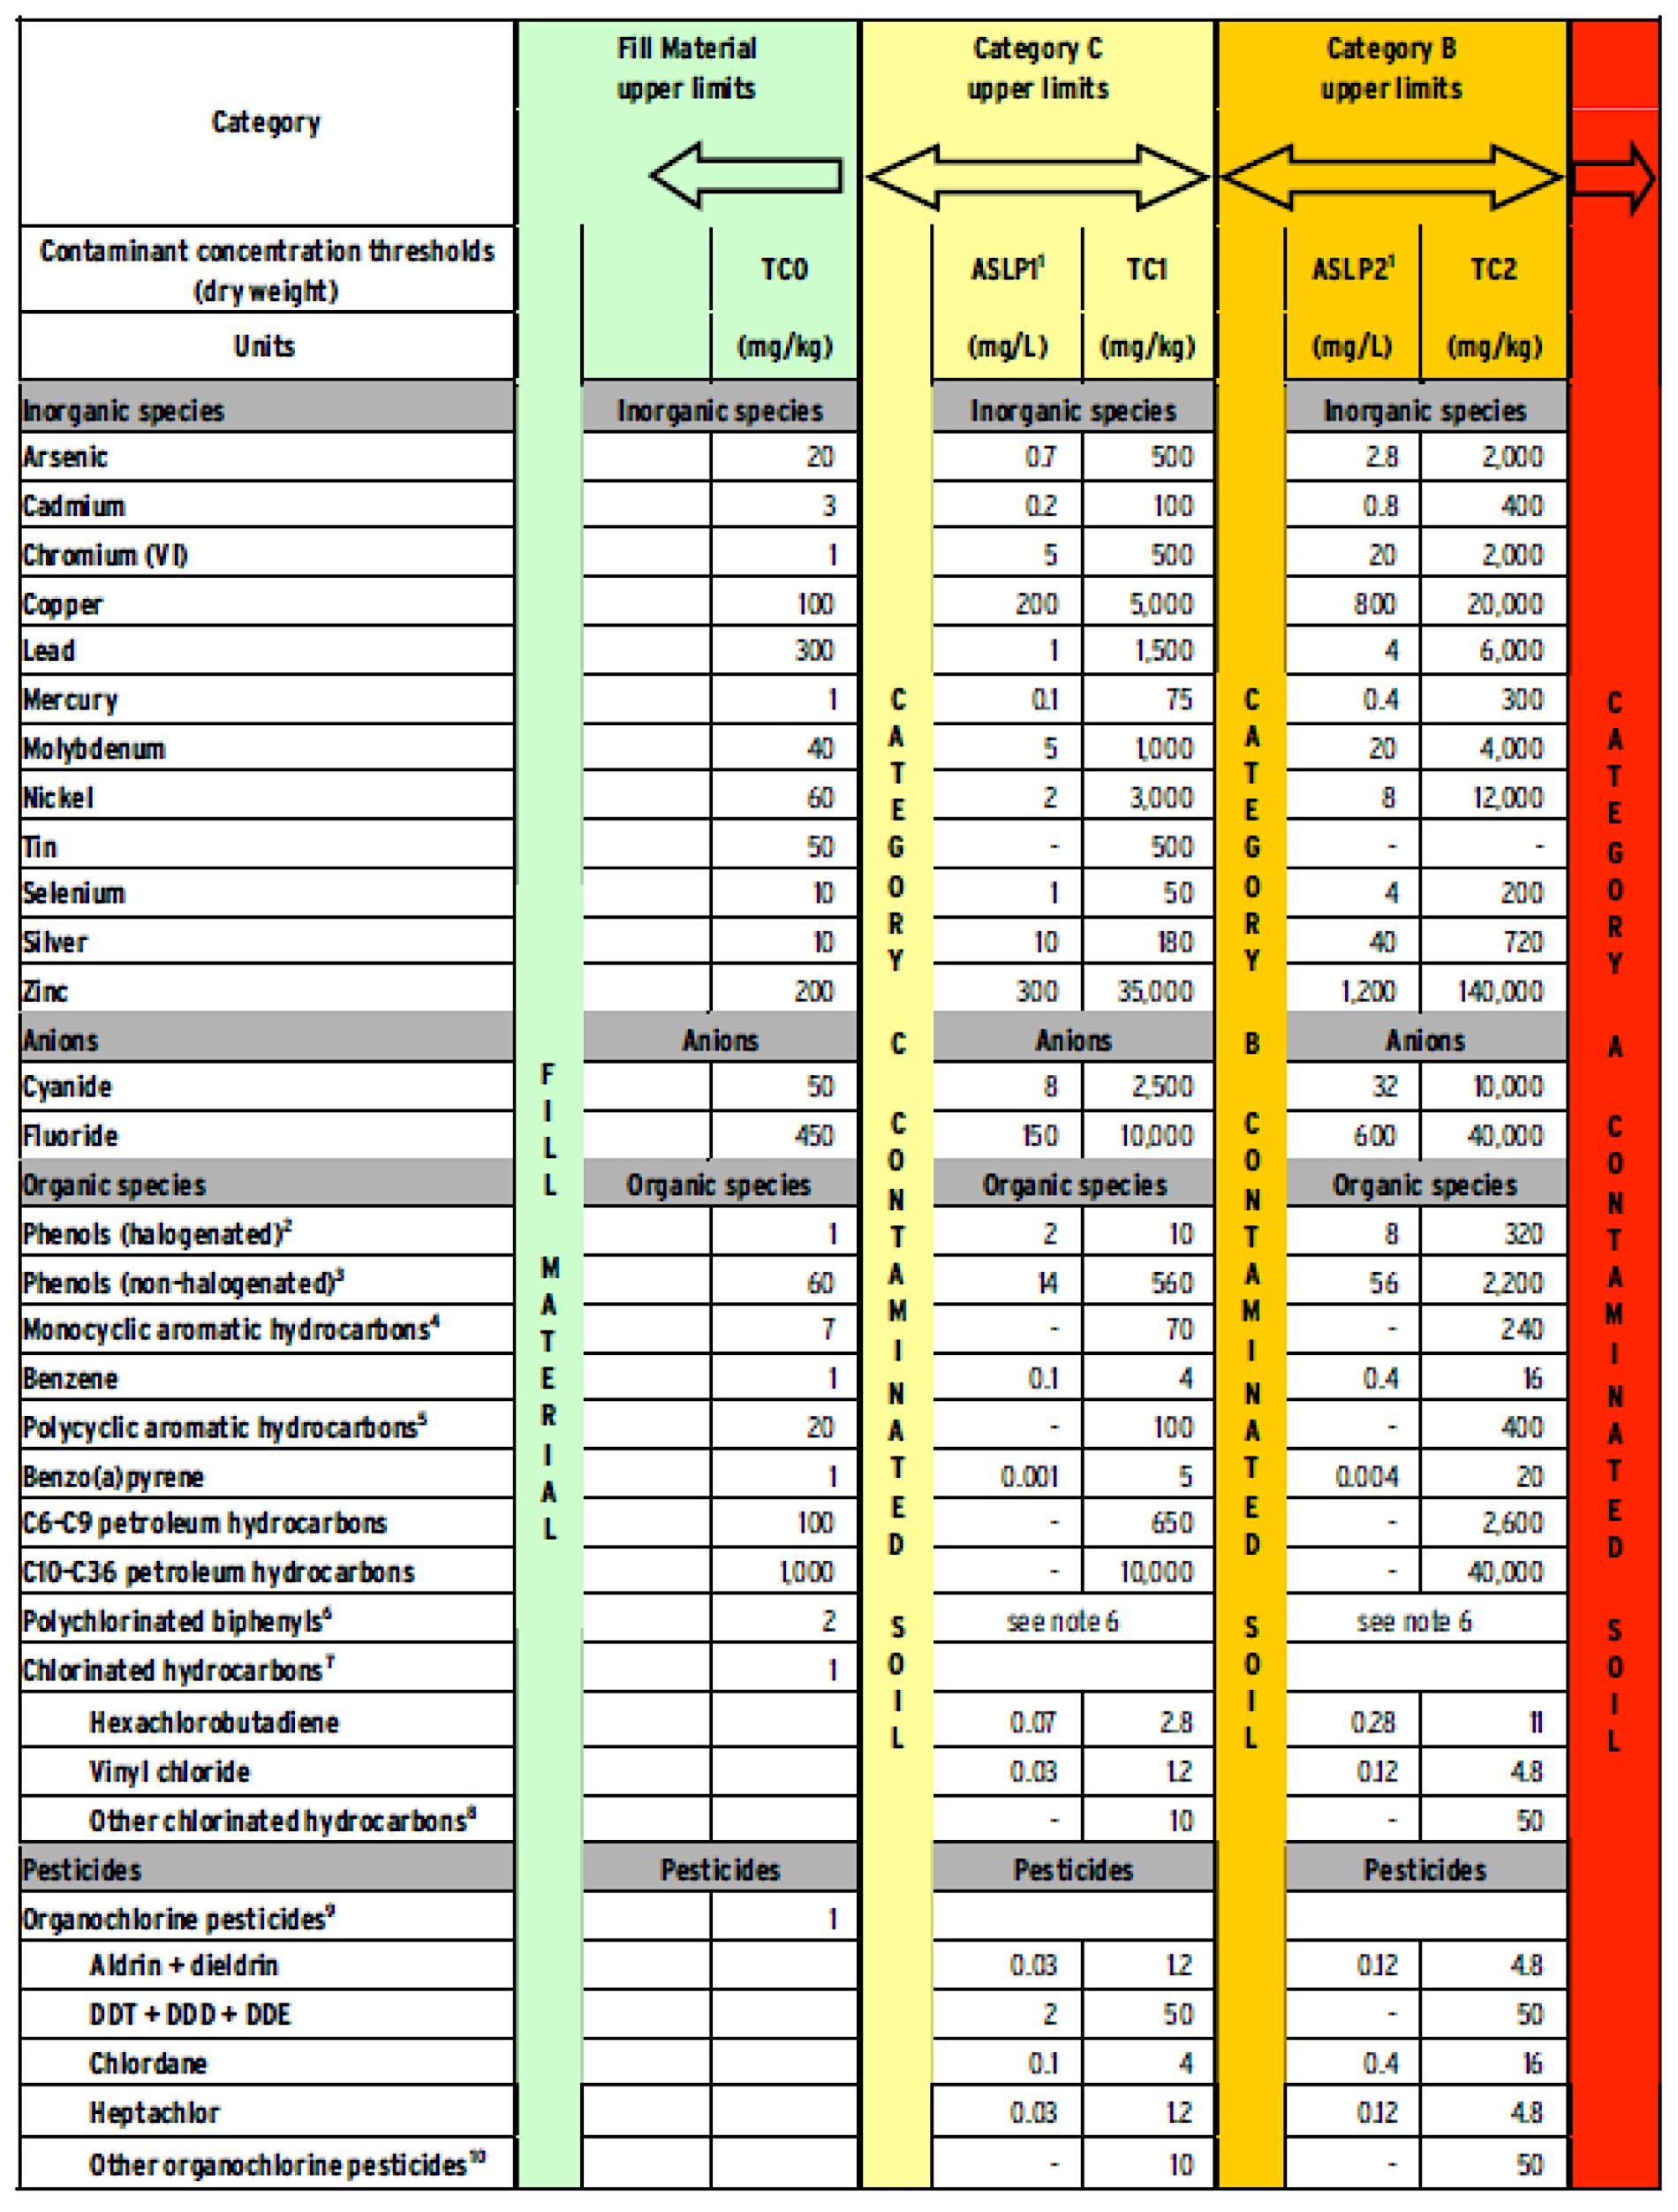 Category
Fill Material
upper limits
Category C
upper limits
Category B
upper limits
Contaminant concentration thresholds
(dry weight)
TC0
ASLP1¹
TC1
ASLP2¹
TC2
Units
(mg/kg)
(mg/L)
(mg/kg)
(mg/L)
(mg/kg)
FILL MATERIAL
CATEGORY C CONTAMINATED SOIL
CATEGORY B CONTAMINATED SOIL
CATEGORY A CONTAMINATED SOIL
Inorganic species Inorganic species Inorganic species Inorganic species
Arsenic 20 0.7 500 2.8 2,000
Cadmium 3 0.2 100 0.8 400
Chromium (VI) 1 5 500 20 2,000
Copper 100 200 5,000 800 20,000
Lead 300 1 1,500 4 6,000
Mercury 1 0.1 75 0.4 300
Molybdenum 40 5 1,000 20 4,000
Nickel 60 2 3,000 8 12,000
Tin 50 - 500 - -
Selenium 10 1 50 4 200
Silver 10 10 180 40 720
Zinc 200 300 35,000 1,200 140,000
Anions Anions Anions Anions
Cyanide 50 8 2,500 32 10,000
Fluoride 450 150 10,000 600 40,000
Organic species Organic species Organic species Organic species
Phenols (halogenated)² 1 2 10 8 320
Phenols (non-halogenated)³ 60 14 560 56 2,200
Monocyclic aromatic hydrocarbons⁴ 7 - 70 - 240
Benzene 1 0.1 4 0.4 16
Polycyclic aromatic hydrocarbons⁵ 20 - 100 - 400
Benzo(a)pyrene 1 0.001 5 0.004 20
C6-C9 petroleum hydrocarbons 100 - 650 - 2,600
C10-C36 petroleum hydrocarbons 1,000 - 10,000 - 40,000
Polychlorinated biphenyls⁶ 2 see note 6 see note 6
Chlorinated hydrocarbons⁷ 1
Hexachlorobutadiene 0.07 2.8 0.28 11
Vinyl chloride 0.03 1.2 0.12 4.8
Other chlorinated hydrocarbons⁸ - 10 - 50
Pesticides Pesticides Pesticides Pesticides
Organochlorine pesticides⁹ 1
Aldrin + dieldrin 0.03 1.2 0.12 4.8
DDT + DDD + DDE 2 50 - 50
Chlordane 0.1 4 0.4 16
Heptachlor 0.03 1.2 0.12 4.8
Other organochlorine pesticides¹⁰ - 10 - 50